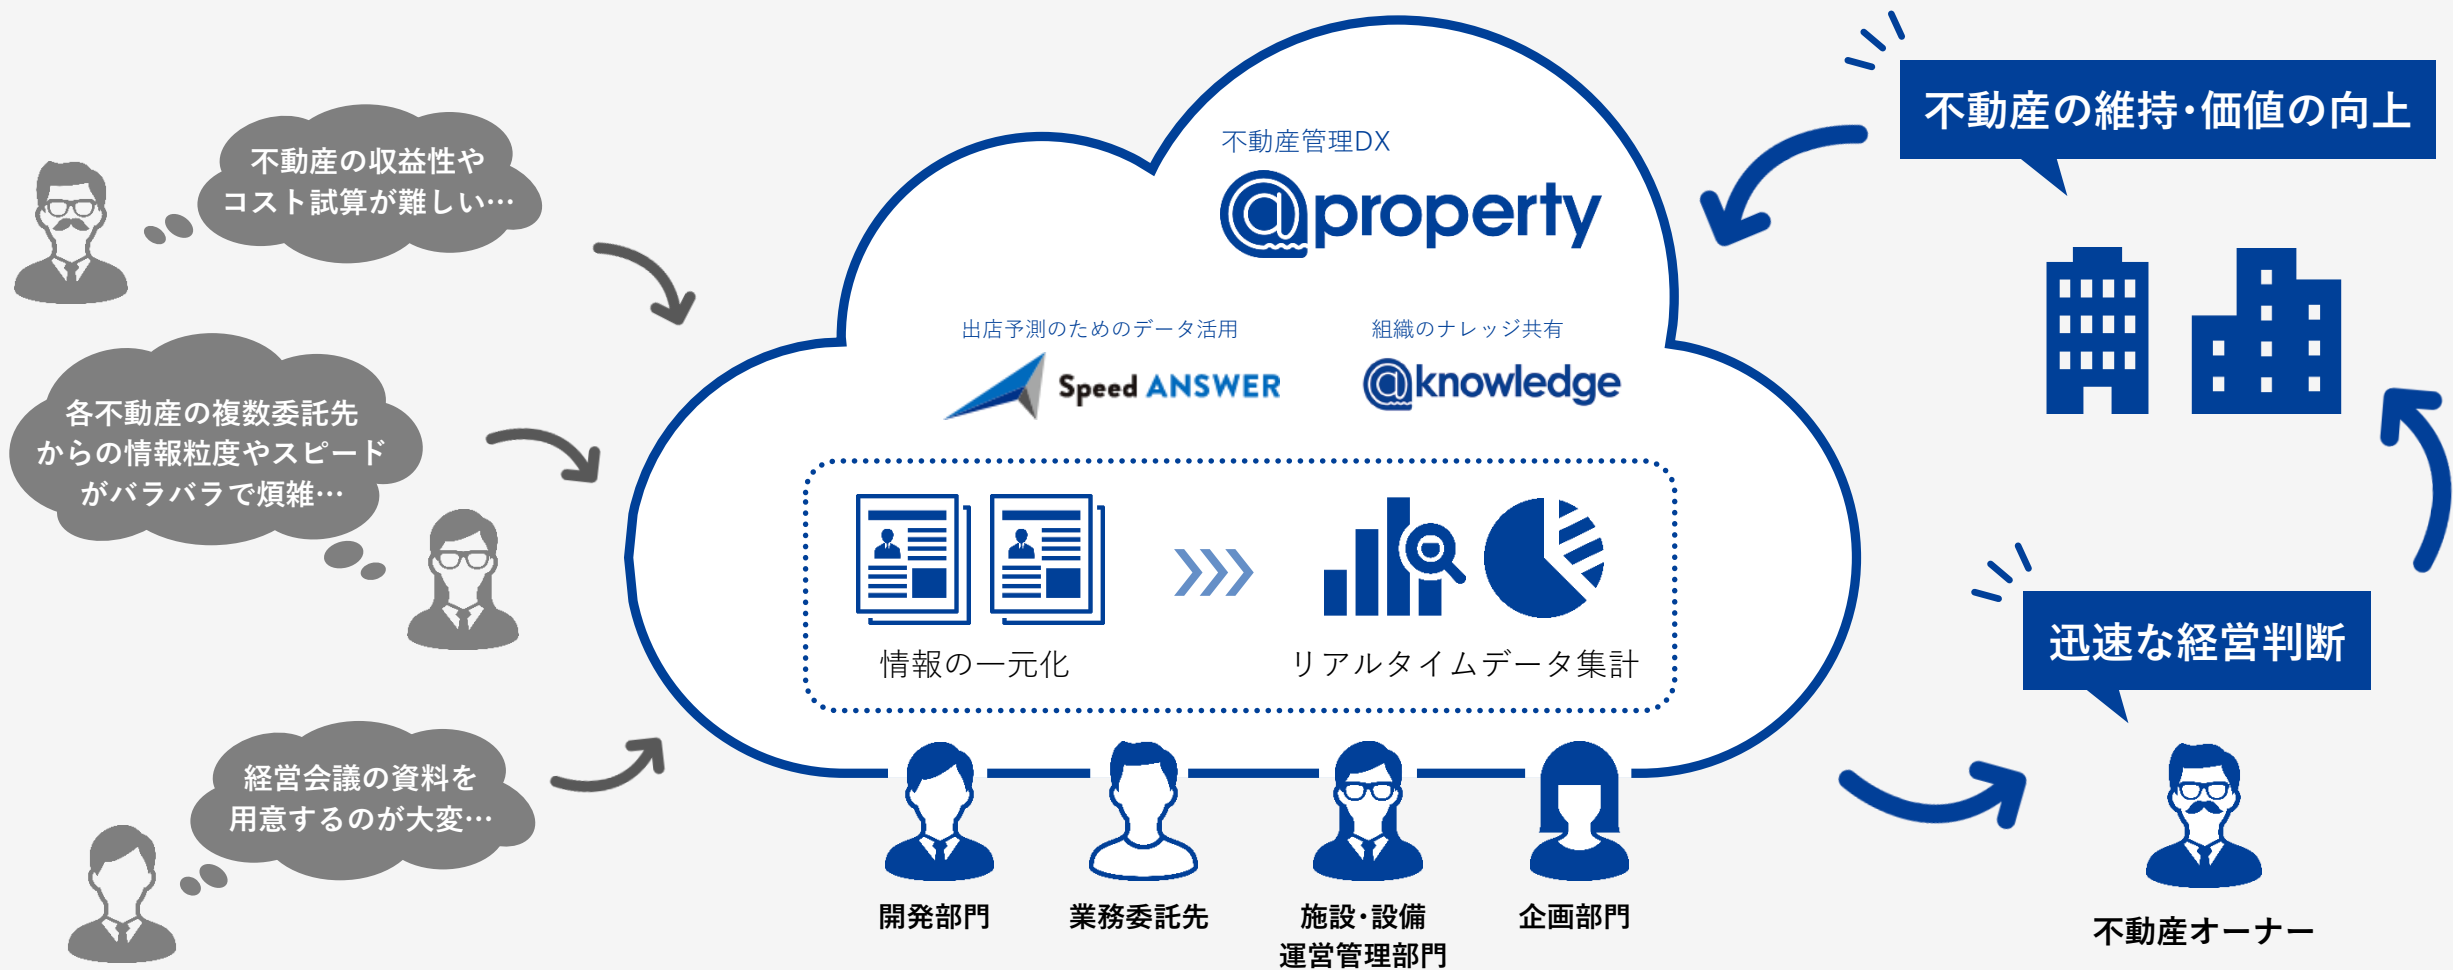 不動産の収益性や
コスト試算が難しい…
各不動産の複数委託先
からの情報粒度やスピード
がバラバラで煩雑…
経営会議の資料を
用意するのが大変…
不動産管理DX
@property
出店予測のためのデータ活用
Speed ANSWER
組織のナレッジ共有
@knowledge
情報の一元化
リアルタイムデータ集計
開発部門
業務委託先
施設・設備
運営管理部門
企画部門
不動産の維持・価値の向上
迅速な経営判断
不動産オーナー